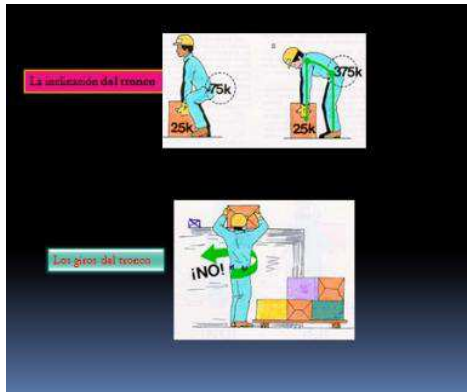 La inclinación del tronco
75k
25k
375k
25k
Los giros del tronco
¡NO!